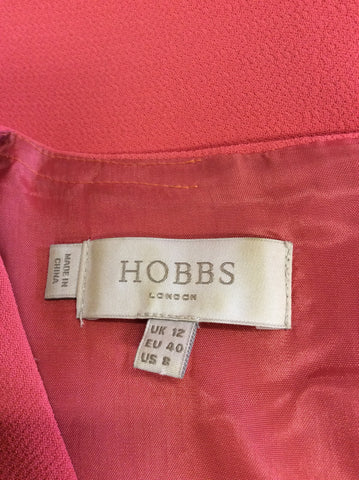 HOBBS
LONDON
UK 12
EU 40
US 8
MADE IN
CHINA